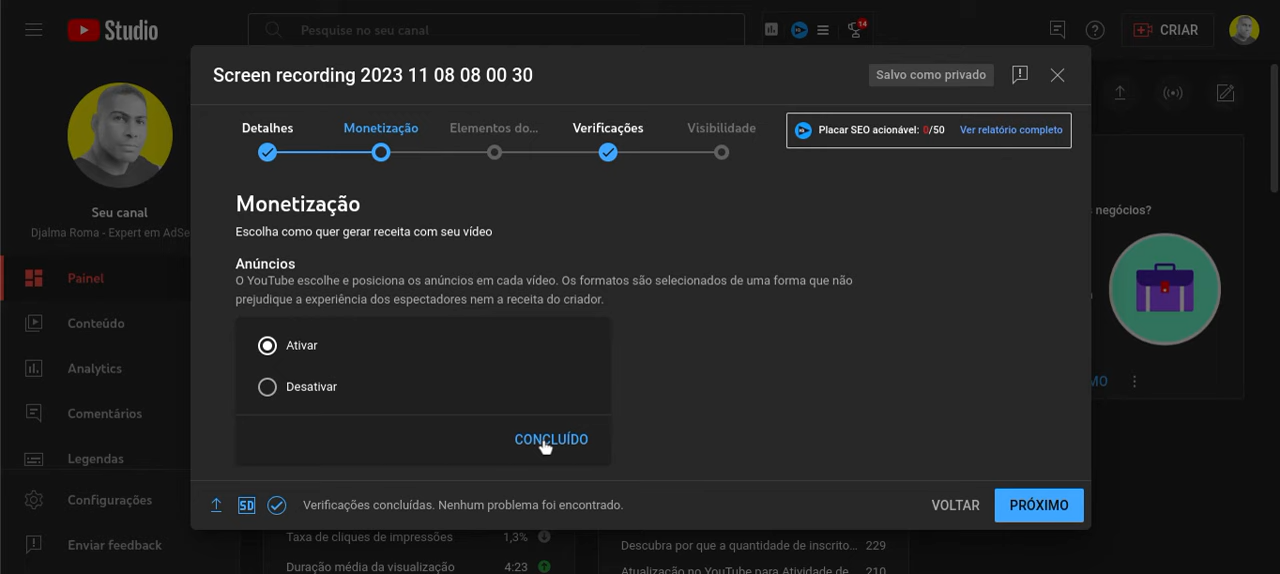 Studio
Pesquise no seu canal
14
CRIAR
Screen recording 2023 11 08 08 00 30
Salvo como privado
Detalhes
Monetização
Elementos do...
Verificações
Visibilidade
Placar SEO acionável: 0/50
Ver relatório completo
Seu canal
Djalma Roma - Expert em AdSe
Painel
Conteúdo
Analytics
Comentários
Legendas
Configurações
Enviar feedback
Monetização
Escolha como quer gerar receita com seu vídeo
Anúncios
O YouTube escolhe e posiciona os anúncios em cada vídeo. Os formatos são selecionados de uma forma que não
prejudique a experiência dos espectadores nem a receita do criador.
Ativar
Desativar
CONCLUÍDO
SD
Verificações concluídas. Nenhum problema foi encontrado.
VOLTAR
PRÓXIMO
negócios?
Taxa de cliques de impressões 1,3%
Duração média da visualização 4:23
Descubra por que a quantidade de inscrito... 229
Atualização no YouTube para Atividade de... 210